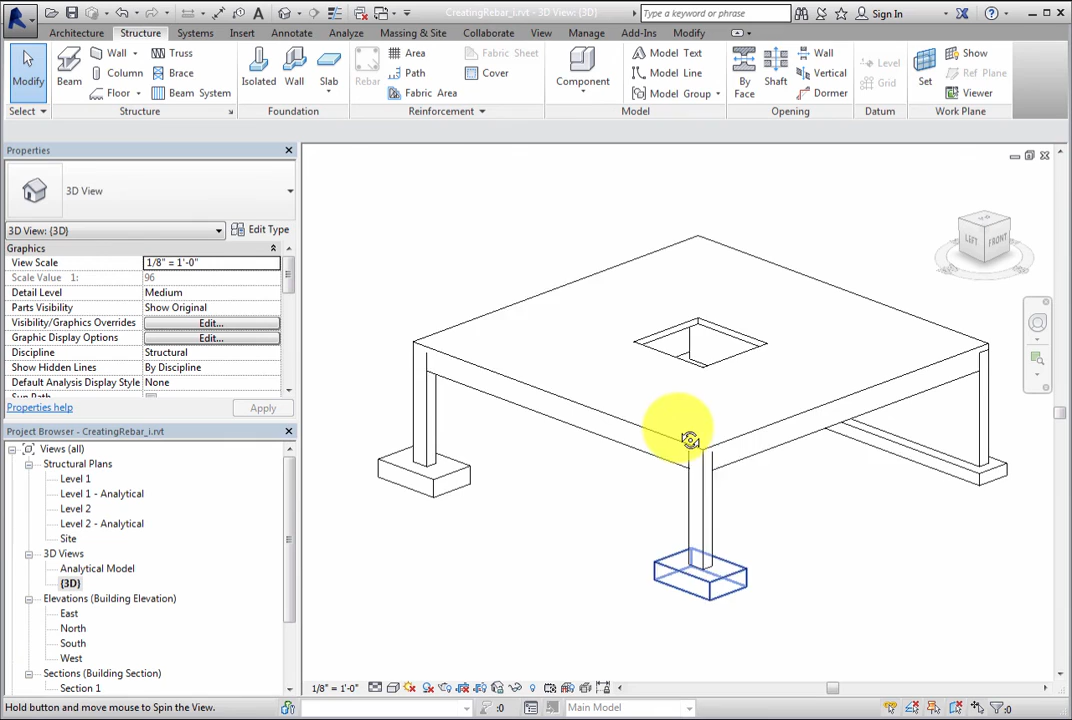 CreatingRebar_i.rvt - 3D View: {3D}
Type a keyword or phrase
Sign In
Architecture Structure Systems Insert Annotate Analyze Massing & Site Collaborate View Manage Add-Ins Modify
Modify
Beam
Wall
Column
Floor
Truss
Brace
Beam System
Isolated
Wall
Slab
Rebar
Area
Path
Fabric Area
Fabric Sheet
Cover
Component
Model Text
Model Line
Model Group
By
Face
Shaft
Wall
Vertical
Dormer
Level
Grid
Set
Show
Ref Plane
Viewer
Select Structure Foundation Reinforcement Model Opening Datum Work Plane
Properties
3D View
3D View: {3D} Edit Type
Graphics
View Scale 1/8" = 1'-0"
Scale Value 1: 96
Detail Level Medium
Parts Visibility Show Original
Visibility/Graphics Overrides Edit...
Graphic Display Options Edit...
Discipline Structural
Show Hidden Lines By Discipline
Default Analysis Display Style None
Sun Path
Properties help Apply
Project Browser - CreatingRebar_i.rvt
Views (all)
Structural Plans
Level 1
Level 1 - Analytical
Level 2
Level 2 - Analytical
Site
3D Views
Analytical Model
{3D}
Elevations (Building Elevation)
East
North
South
West
Sections (Building Section)
Section 1
LEFT FRONT
1/8" = 1'-0"
Hold button and move mouse to Spin the View.
:0
Main Model
:0